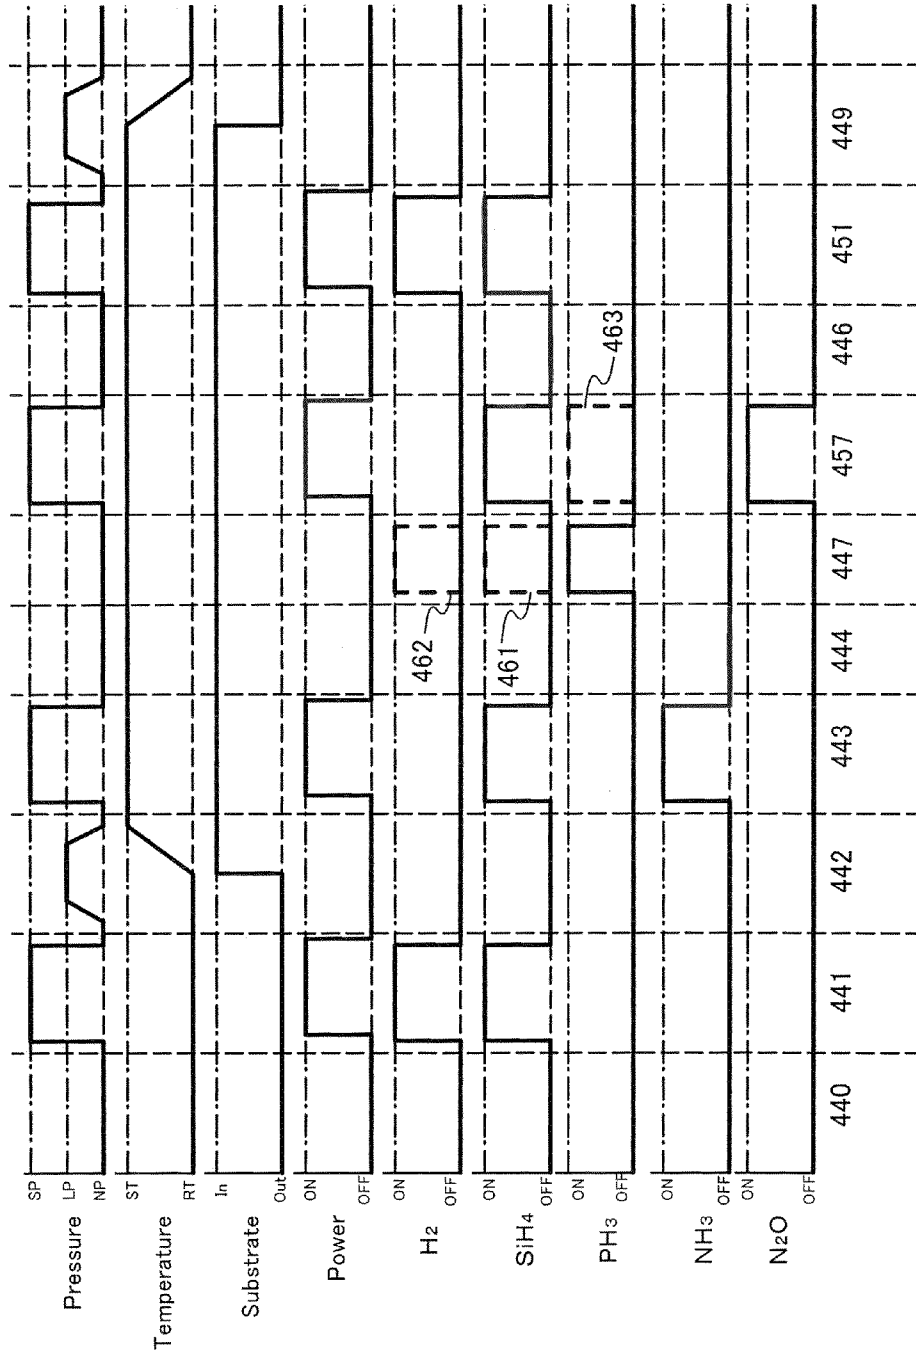 Pressure
SP
LP
NP
Temperature
ST
RT
Substrate
In
Out
Power
ON
OFF
H2
ON
OFF
462
SiH4
ON
OFF
461
PH3
ON
OFF
463
NH3
ON
OFF
N2O
ON
OFF
440 441 442 443 444 447 457 446 451 449